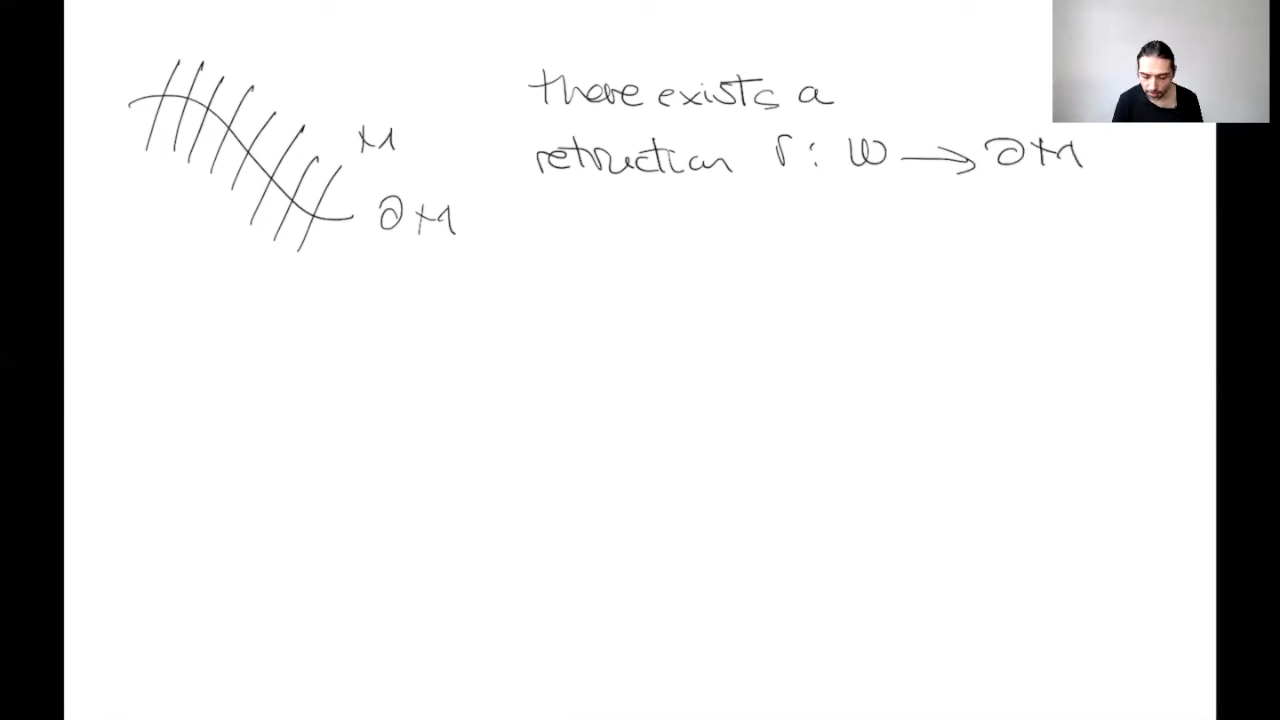 there exists a
retraction r : W → ∂M
M
∂M